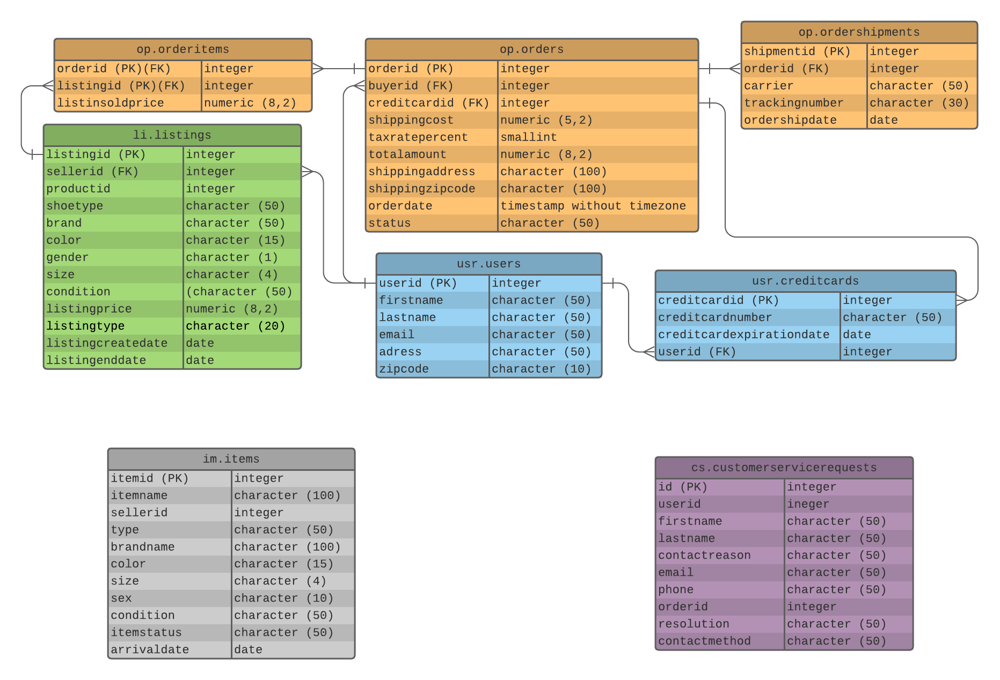 op.orderitems
orderid (PK)(FK) integer
listingid (PK)(FK) integer
listinsoldprice numeric (8,2)
op.orders
orderid (PK) integer
buyerid (FK) integer
creditcardid (FK) integer
shippingcost numeric (5,2)
taxratepercent smallint
totalamount numeric (8,2)
shippingaddress character (100)
shippingzipcode character (100)
orderdate timestamp without timezone
status character (50)
op.ordershipments
shipmentid (PK) integer
orderid (FK) integer
carrier character (50)
trackingnumber character (30)
ordershipdate date
li.listings
listingid (PK) integer
sellerid (FK) integer
productid integer
shoetype character (50)
brand character (50)
color character (15)
gender character (1)
size character (4)
condition (character (50)
listingprice numeric (8,2)
listingtype character (20)
listingcreatedate date
listingenddate date
usr.users
userid (PK) integer
firstname character (50)
lastname character (50)
email character (50)
adress character (50)
zipcode character (10)
usr.creditcards
creditcardid (PK) integer
creditcardnumber character (50)
creditcardexpirationdate date
userid (FK) integer
im.items
itemid (PK) integer
itemname character (100)
sellerid integer
type character (50)
brandname character (100)
color character (15)
size character (4)
sex character (10)
condition character (50)
itemstatus character (50)
arrivaldate date
cs.customerservicerequests
id (PK) integer
userid ineger
firstname character (50)
lastname character (50)
contactreason character (50)
email character (50)
phone character (50)
orderid integer
resolution character (50)
contactmethod character (50)